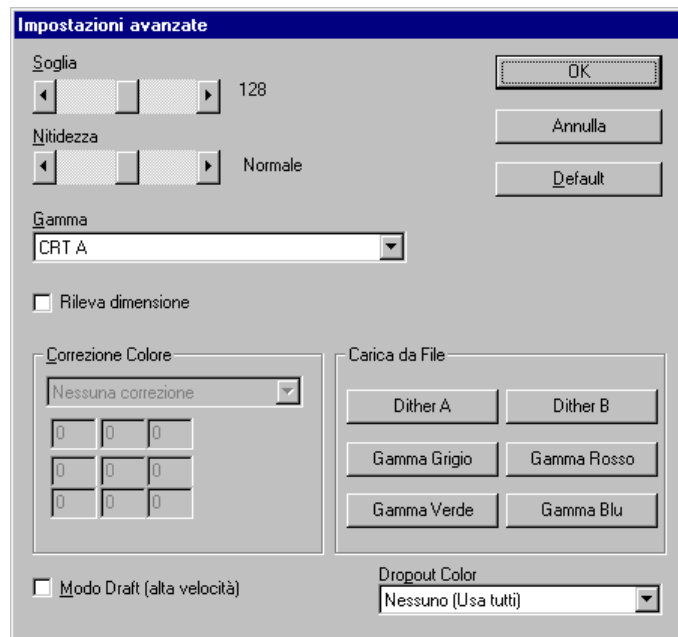 Impostazioni avanzate
Soglia
128
OK
Nitidezza
Normale
Annulla
Default
Gamma
CRT A
Rileva dimensione
Correzione Colore
Nessuna correzione
0 0 0
0 0 0
0 0 0
Carica da File
Dither A Dither B
Gamma Grigio Gamma Rosso
Gamma Verde Gamma Blu
Modo Draft (alta velocità)
Dropout Color
Nessuno (Usa tutti)